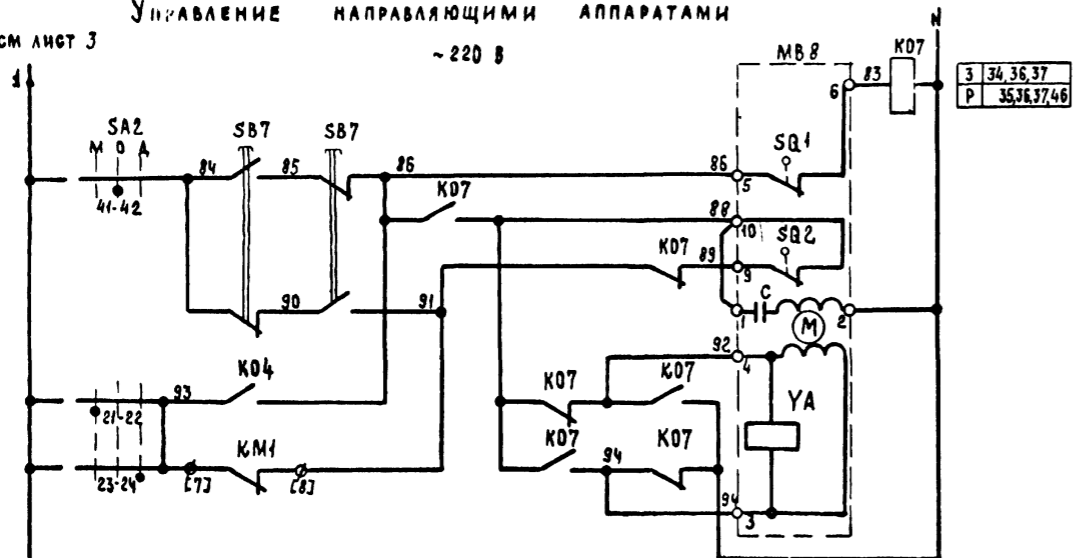 УПРАВЛЕНИЕ НАПРАВЛЯЮЩИМИ АППАРАТАМИ
СМ ЛИСТ 3
~220 В
N
1
МВ8
83
К07
6
З 34,36,37
Р 35,36,37,46
SA2
М О Д
41-42
84
SB7
85
SB7
86
86
5
SQ1
К07
88
10
SQ2
К07
89
9
90
91
C
М
2
92
4
93
К04
21-22
К07
К07
YA
КМ1
23-24
[7]
[8]
К07
94
К07
94
3